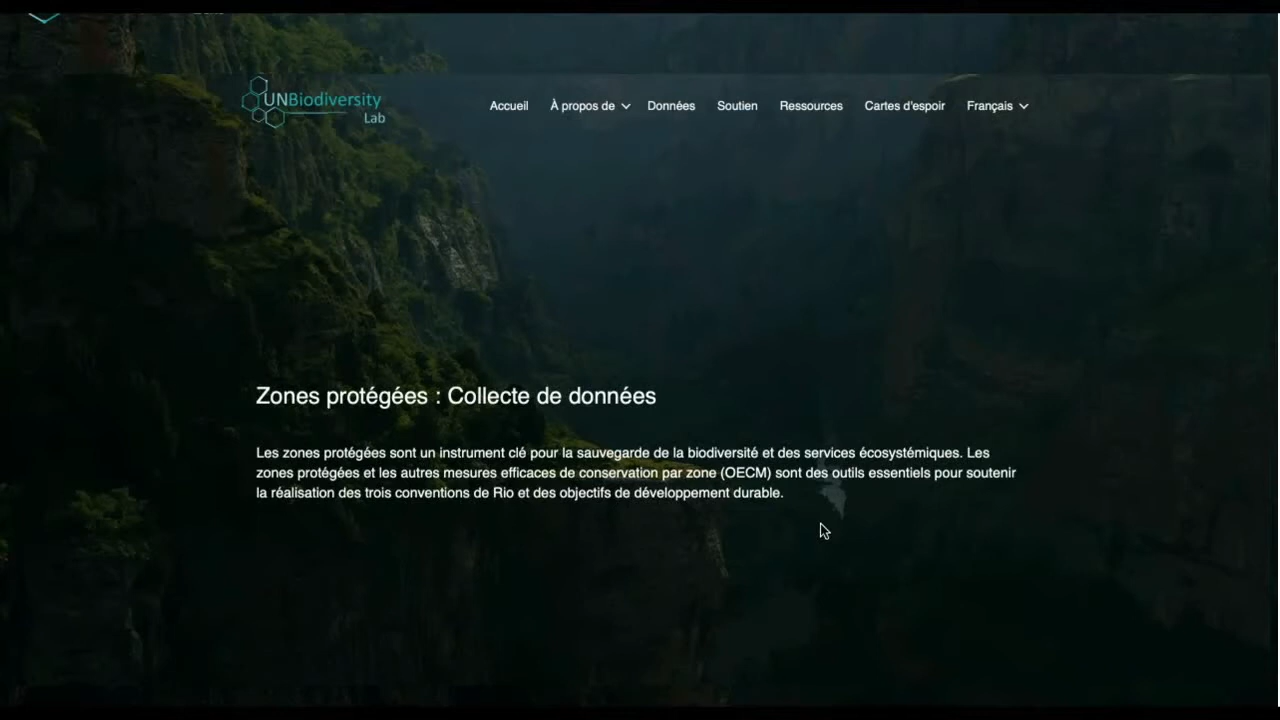 UNBiodiversity
Lab
Accueil À propos de Données Soutien Ressources Cartes d'espoir Français
Zones protégées : Collecte de données
Les zones protégées sont un instrument clé pour la sauvegarde de la biodiversité et des services écosystémiques. Les
zones protégées et les autres mesures efficaces de conservation par zone (OECM) sont des outils essentiels pour soutenir
la réalisation des trois conventions de Rio et des objectifs de développement durable.